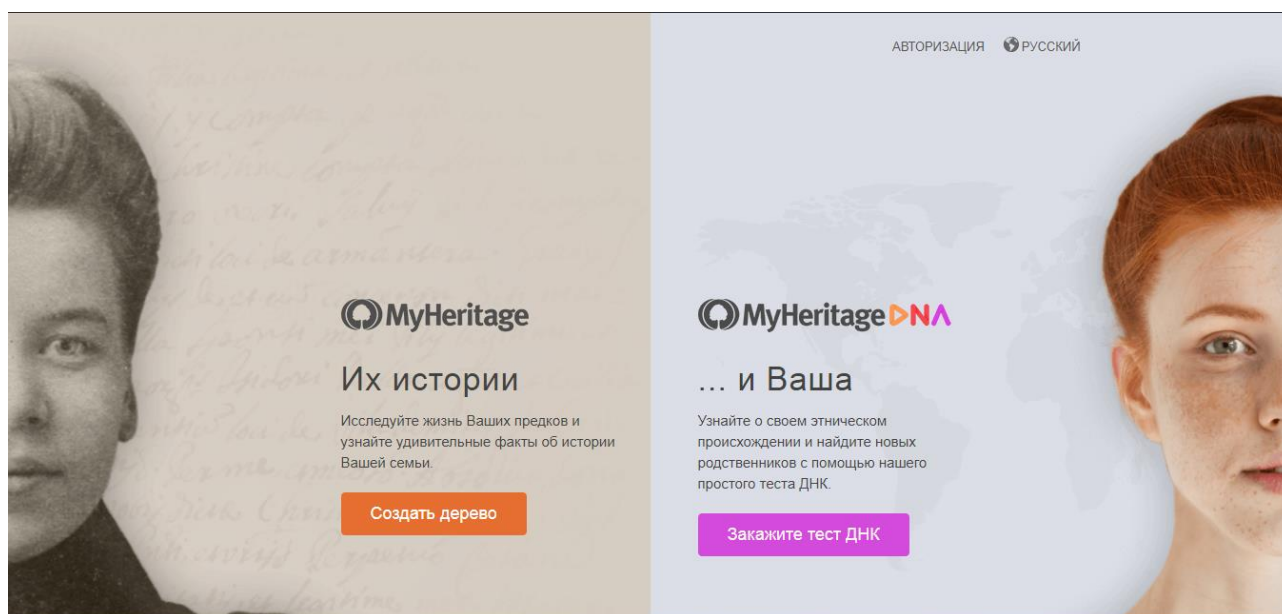 АВТОРИЗАЦИЯ РУССКИЙ
MyHeritage
Их истории
Исследуйте жизнь Ваших предков и
узнайте удивительные факты об истории
Вашей семьи.
Создать дерево
MyHeritage DNA
... и Ваша
Узнайте о своем этническом
происхождении и найдите новых
родственников с помощью нашего
простого теста ДНК.
Закажите тест ДНК